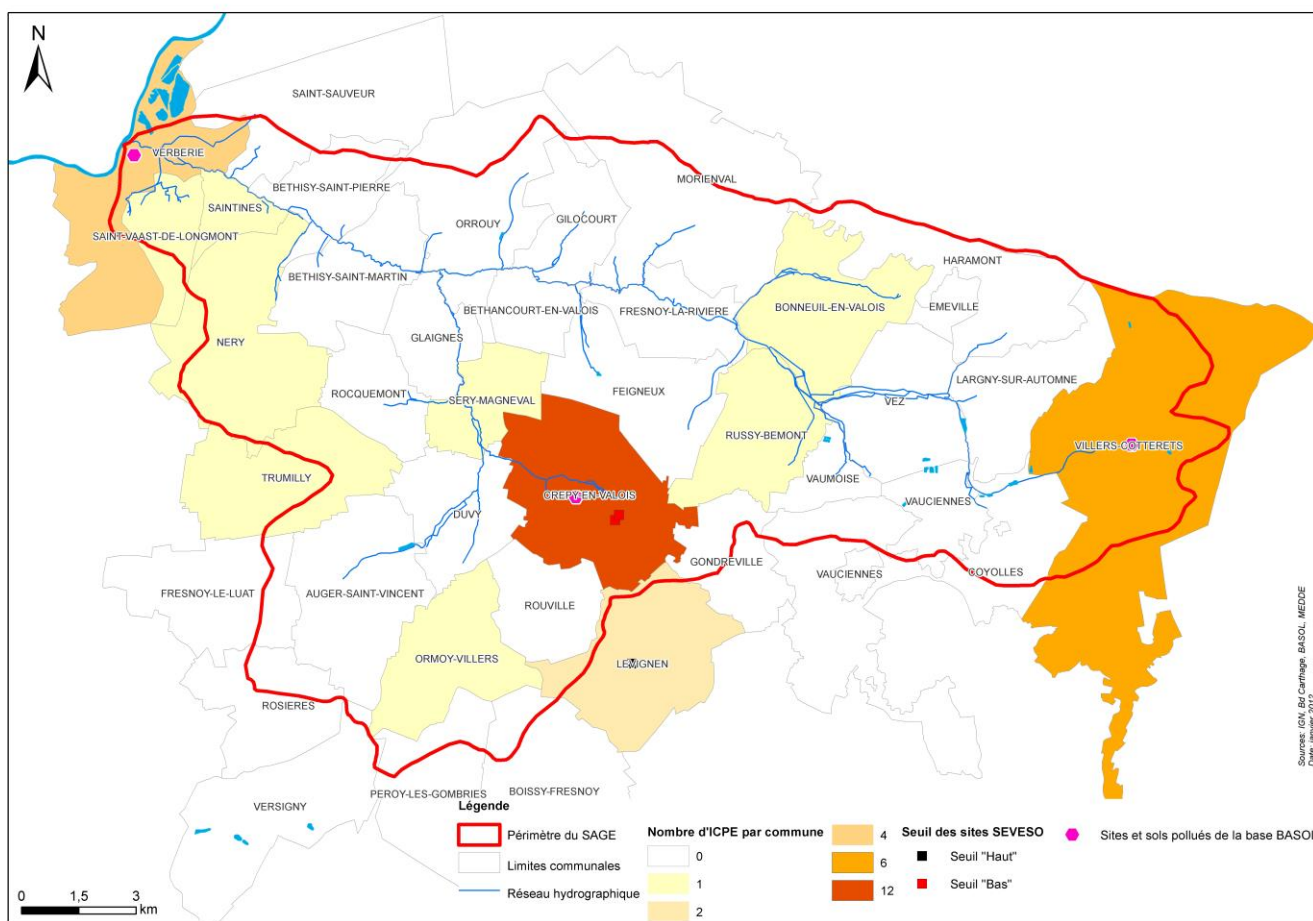 N
SAINT-SAUVEUR
VERBERIE
MORIENVAL
BETHISY-SAINT-PIERRE
SAINTINES
ORROUY
GILOCOURT
SAINT-VAAST-DE-LONGMONT
HARAMONT
BETHISY-SAINT-MARTIN
BONNEUIL-EN-VALOIS
EMEVILLE
BETHANCOURT-EN-VALOIS
FRESNOY-LA-RIVIERE
GLAIGNES
NERY
LARGNY-SUR-AUTOMNE
ROCQUEMONT
FEIGNEUX
SERY-MAGNEVAL
VEZ
RUSSY-BEMONT
VILLERS-COTTERETS
TRUMILLY
VAUMOISE
CREPY-EN-VALOIS
VAUCIENNES
DUVY
GONDREVILLE
VAUCIENNES
COYOLLES
FRESNOY-LE-LUAT
AUGER-SAINT-VINCENT
ROUVILLE
ORMOY-VILLERS
LEVIGNEN
ROSIERES
PEROY-LES-GOMBRIES
BOISSY-FRESNOY
VERSIGNY
Sources: IGN, Bd Carthage, BASOL, MEDDE
Date: janvier 2012
Légende
Périmètre du SAGE
Limites communales
Réseau hydrographique
Nombre d'ICPE par commune
0
1
2
4
6
12
Seuil des sites SEVESO
Seuil "Haut"
Seuil "Bas"
Sites et sols pollués de la base BASOL
0 1,5 3
km